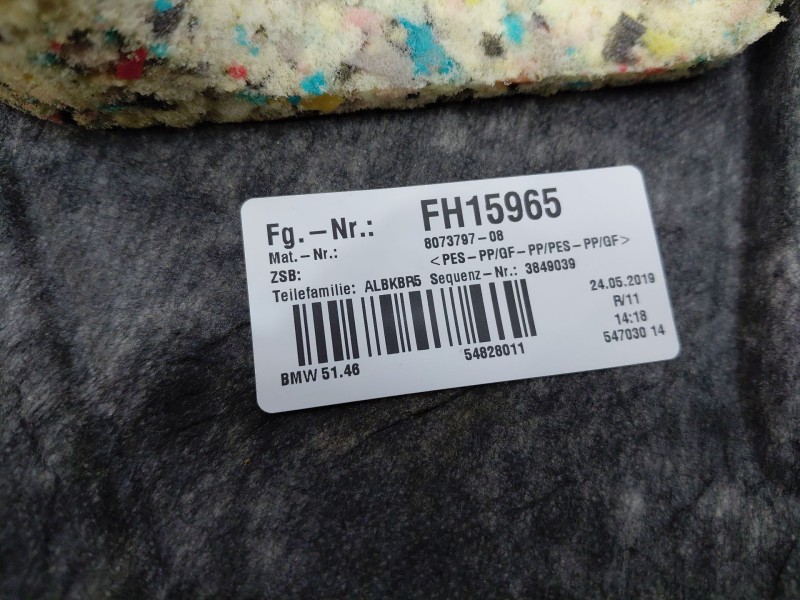 Fg.-Nr.: FH15965
Mat.-Nr.: 8073797-08
ZSB: <PES-PP/GF-PP/PES-PP/GF>
Teilefamilie: ALBKBR5 Sequenz-Nr.: 3849039
24.05.2019
R/11
14:18
547030 14
54828011
BMW 51.46